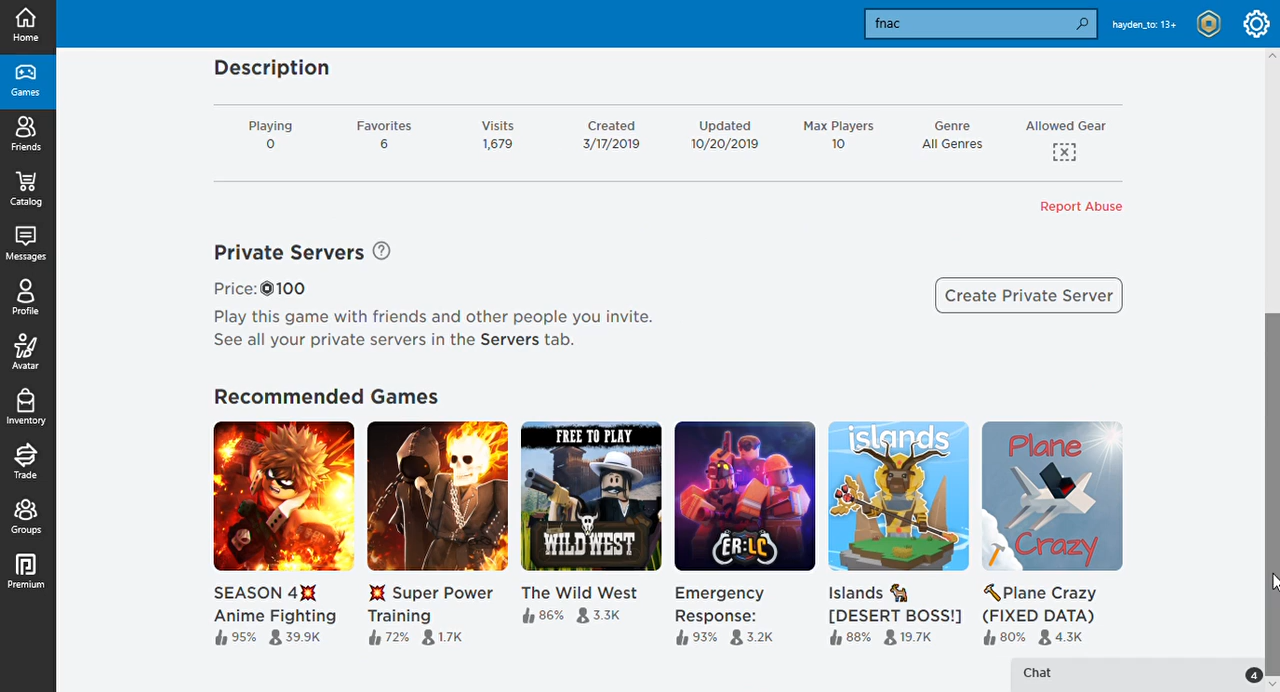 Home
fnac
hayden_to: 13+
Games
Friends
Catalog
Messages
Profile
Avatar
Inventory
Trade
Groups
Premium
Description
Playing Favorites Visits Created Updated Max Players Genre Allowed Gear
0 6 1,679 3/17/2019 10/20/2019 10 All Genres
Report Abuse
Private Servers ?
Price: 100
Create Private Server
Play this game with friends and other people you invite.
See all your private servers in the Servers tab.
Recommended Games
FREE TO PLAY
WILD WEST
ER:LC
islands
Plane
Crazy
SEASON 4💥
Anime Fighting
95% 39.9K
💥 Super Power
Training
72% 1.7K
The Wild West
86% 3.3K
Emergency
Response:
93% 3.2K
Islands 🐪
[DESERT BOSS!]
88% 19.7K
🔨Plane Crazy
(FIXED DATA)
80% 4.3K
Chat 4